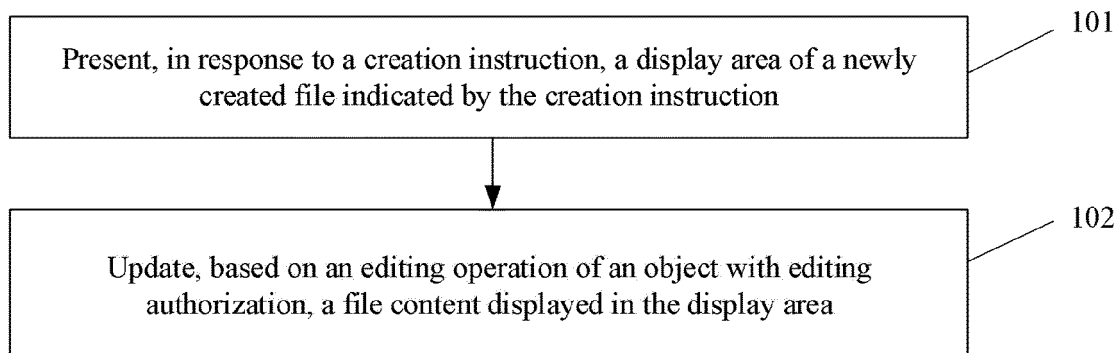 101
Present, in response to a creation instruction, a display area of a newly
created file indicated by the creation instruction
102
Update, based on an editing operation of an object with editing
authorization, a file content displayed in the display area